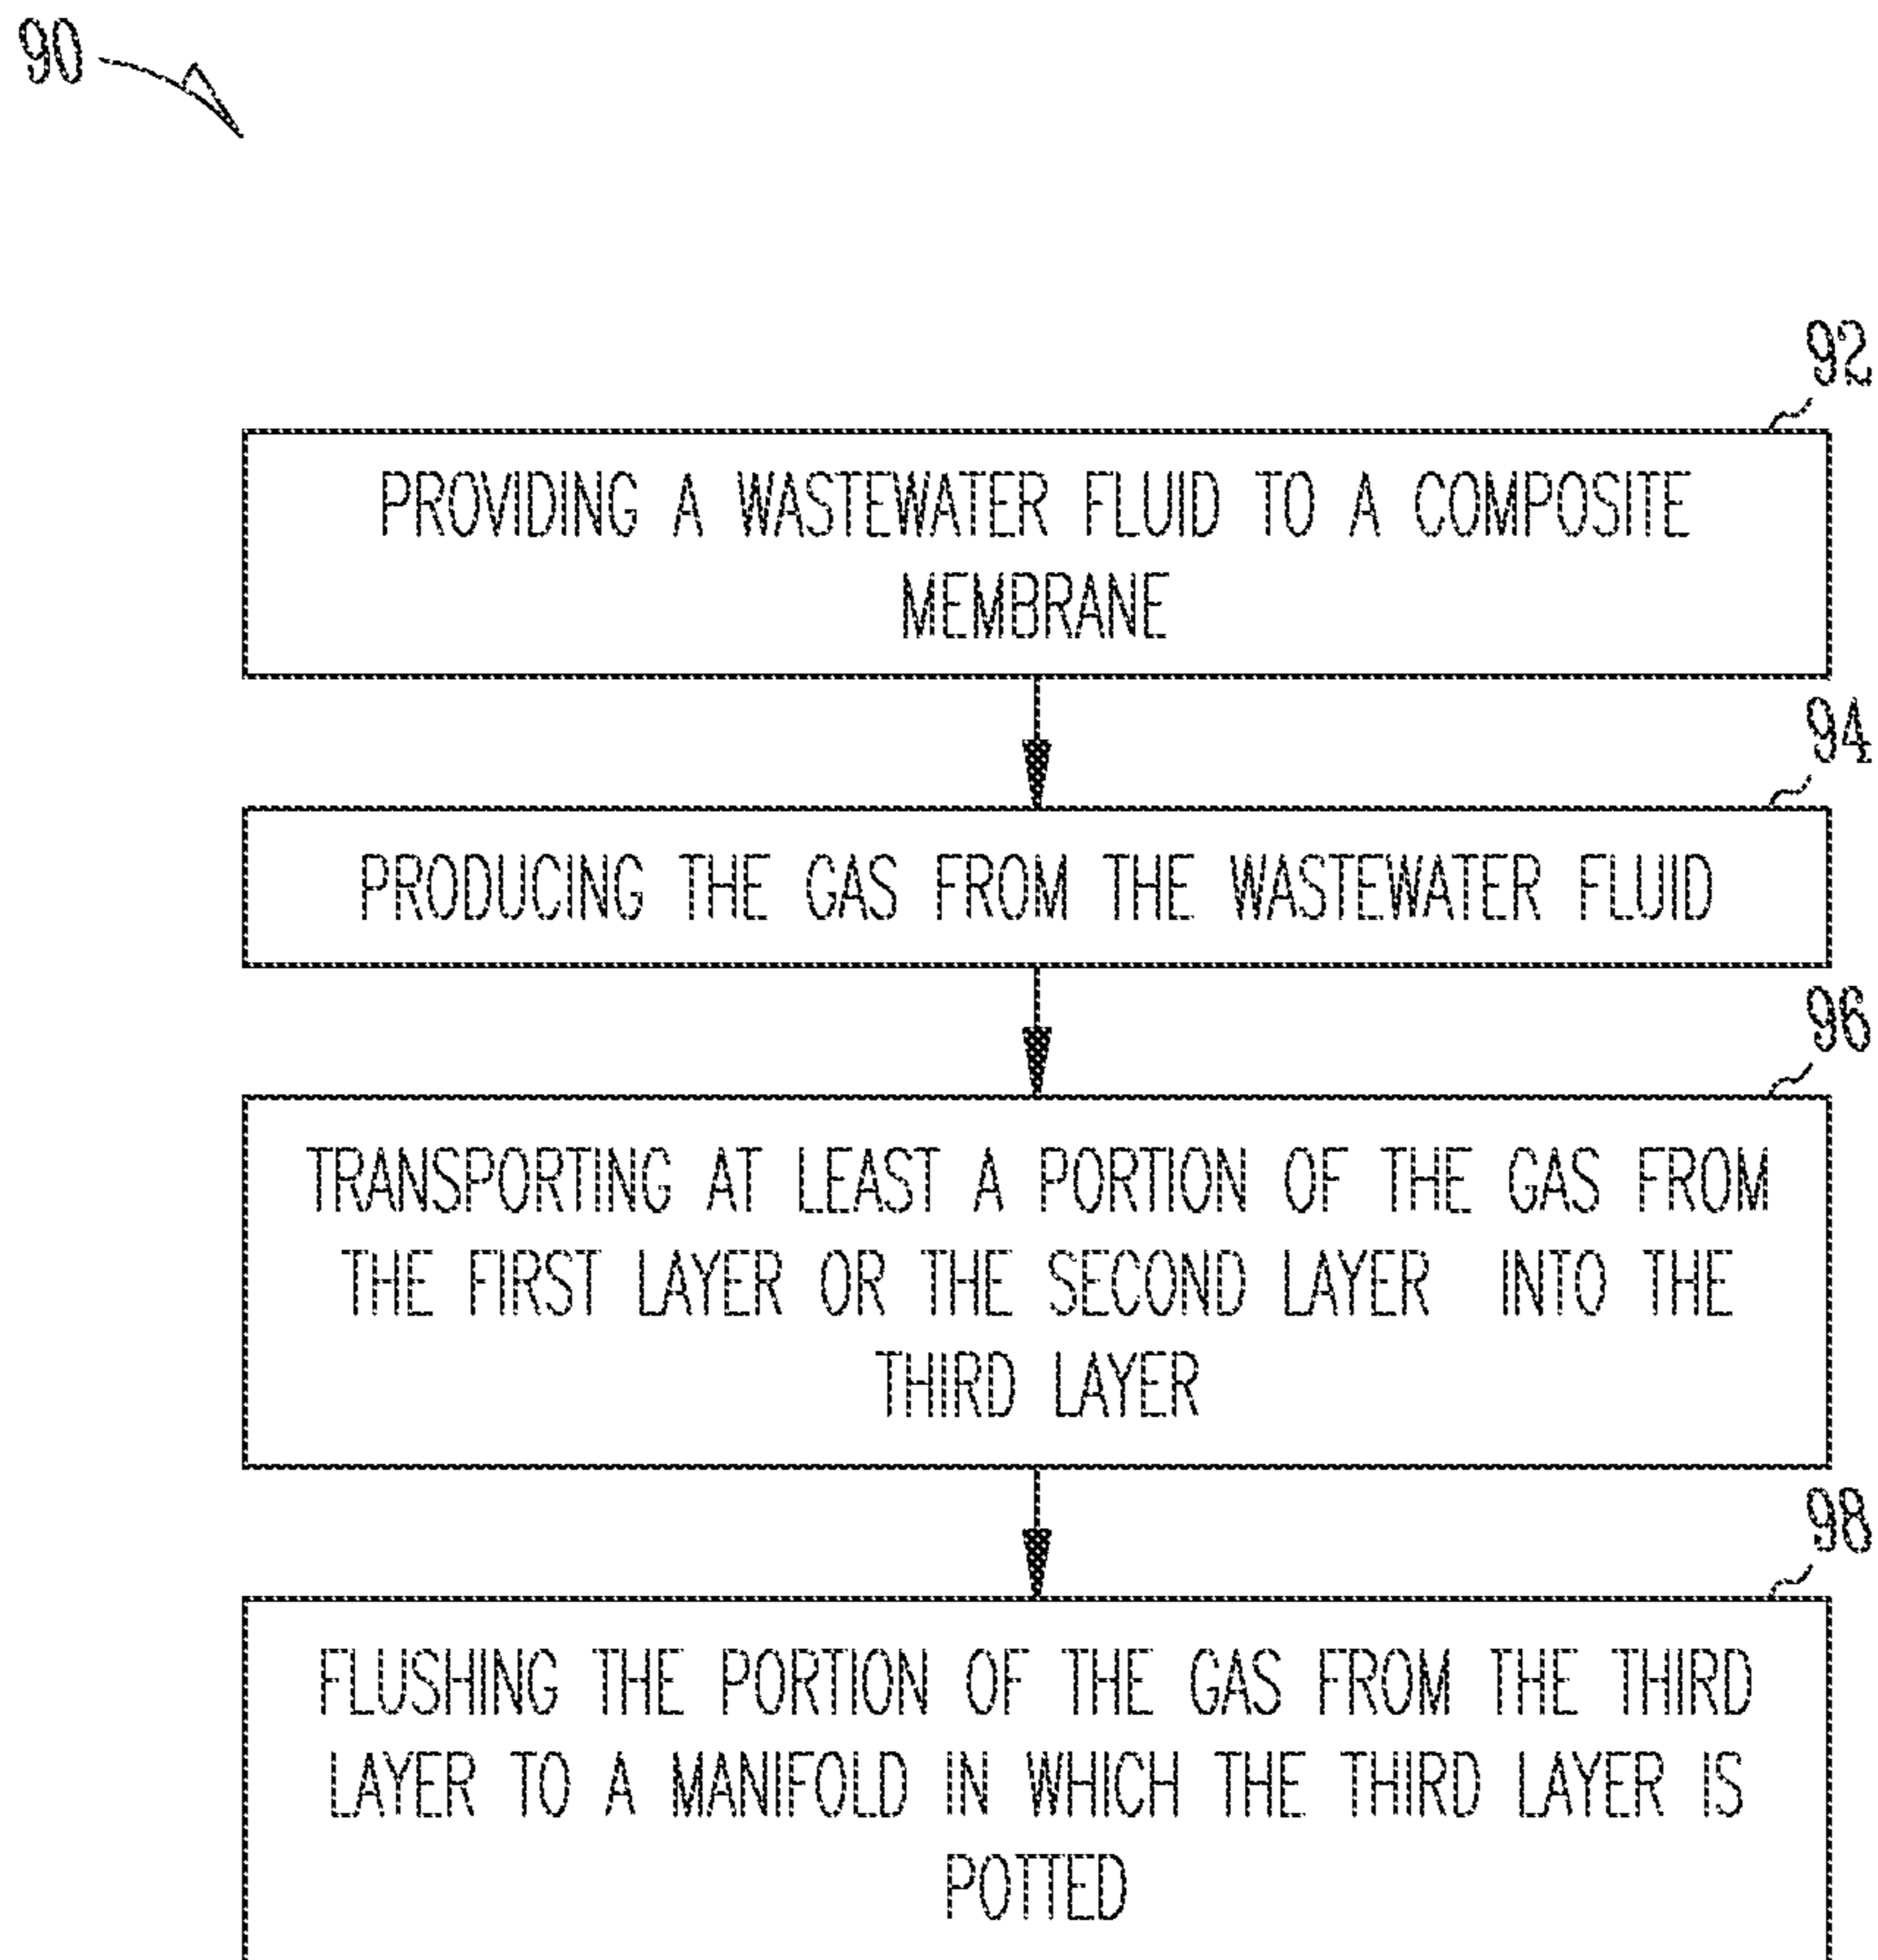 90
92
PROVIDING A WASTEWATER FLUID TO A COMPOSITE
MEMBRANE
94
PRODUCING THE GAS FROM THE WASTEWATER FLUID
96
TRANSPORTING AT LEAST A PORTION OF THE GAS FROM
THE FIRST LAYER OR THE SECOND LAYER INTO THE
THIRD LAYER
98
FLUSHING THE PORTION OF THE GAS FROM THE THIRD
LAYER TO A MANIFOLD IN WHICH THE THIRD LAYER IS
POTTED